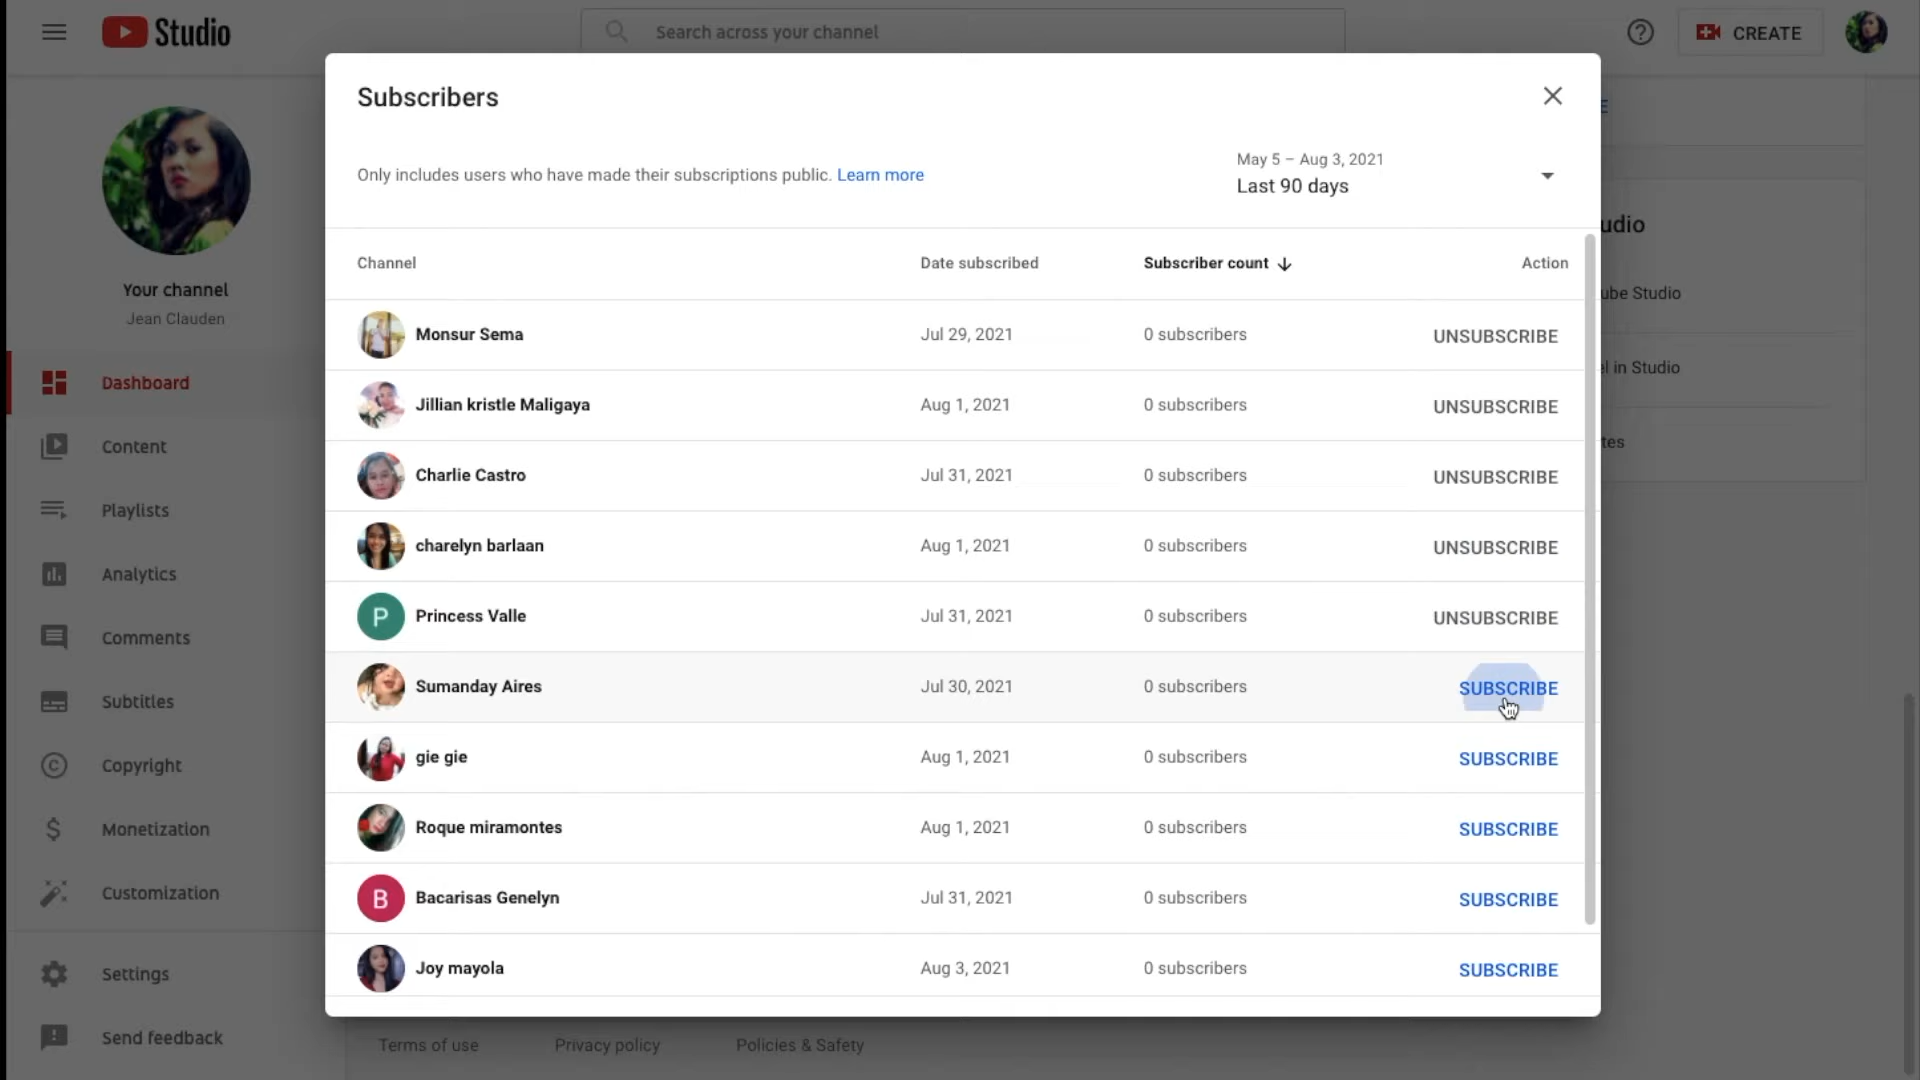 Studio
Search across your channel
CREATE
Subscribers
Only includes users who have made their subscriptions public. Learn more
May 5 – Aug 3, 2021
Last 90 days
Channel
Date subscribed
Subscriber count
Action
Monsur Sema
Jul 29, 2021
0 subscribers
UNSUBSCRIBE
Jillian kristle Maligaya
Aug 1, 2021
0 subscribers
UNSUBSCRIBE
Charlie Castro
Jul 31, 2021
0 subscribers
UNSUBSCRIBE
charelyn barlaan
Aug 1, 2021
0 subscribers
UNSUBSCRIBE
P
Princess Valle
Jul 31, 2021
0 subscribers
UNSUBSCRIBE
Sumanday Aires
Jul 30, 2021
0 subscribers
SUBSCRIBE
gie gie
Aug 1, 2021
0 subscribers
SUBSCRIBE
Roque miramontes
Aug 1, 2021
0 subscribers
SUBSCRIBE
B
Bacarisas Genelyn
Jul 31, 2021
0 subscribers
SUBSCRIBE
Joy mayola
Aug 3, 2021
0 subscribers
SUBSCRIBE
Your channel
Jean Clauden
Dashboard
Content
Playlists
Analytics
Comments
Subtitles
Copyright
Monetization
Customization
Settings
Send feedback
udio
ube Studio
el in Studio
tes
Terms of use
Privacy policy
Policies & Safety